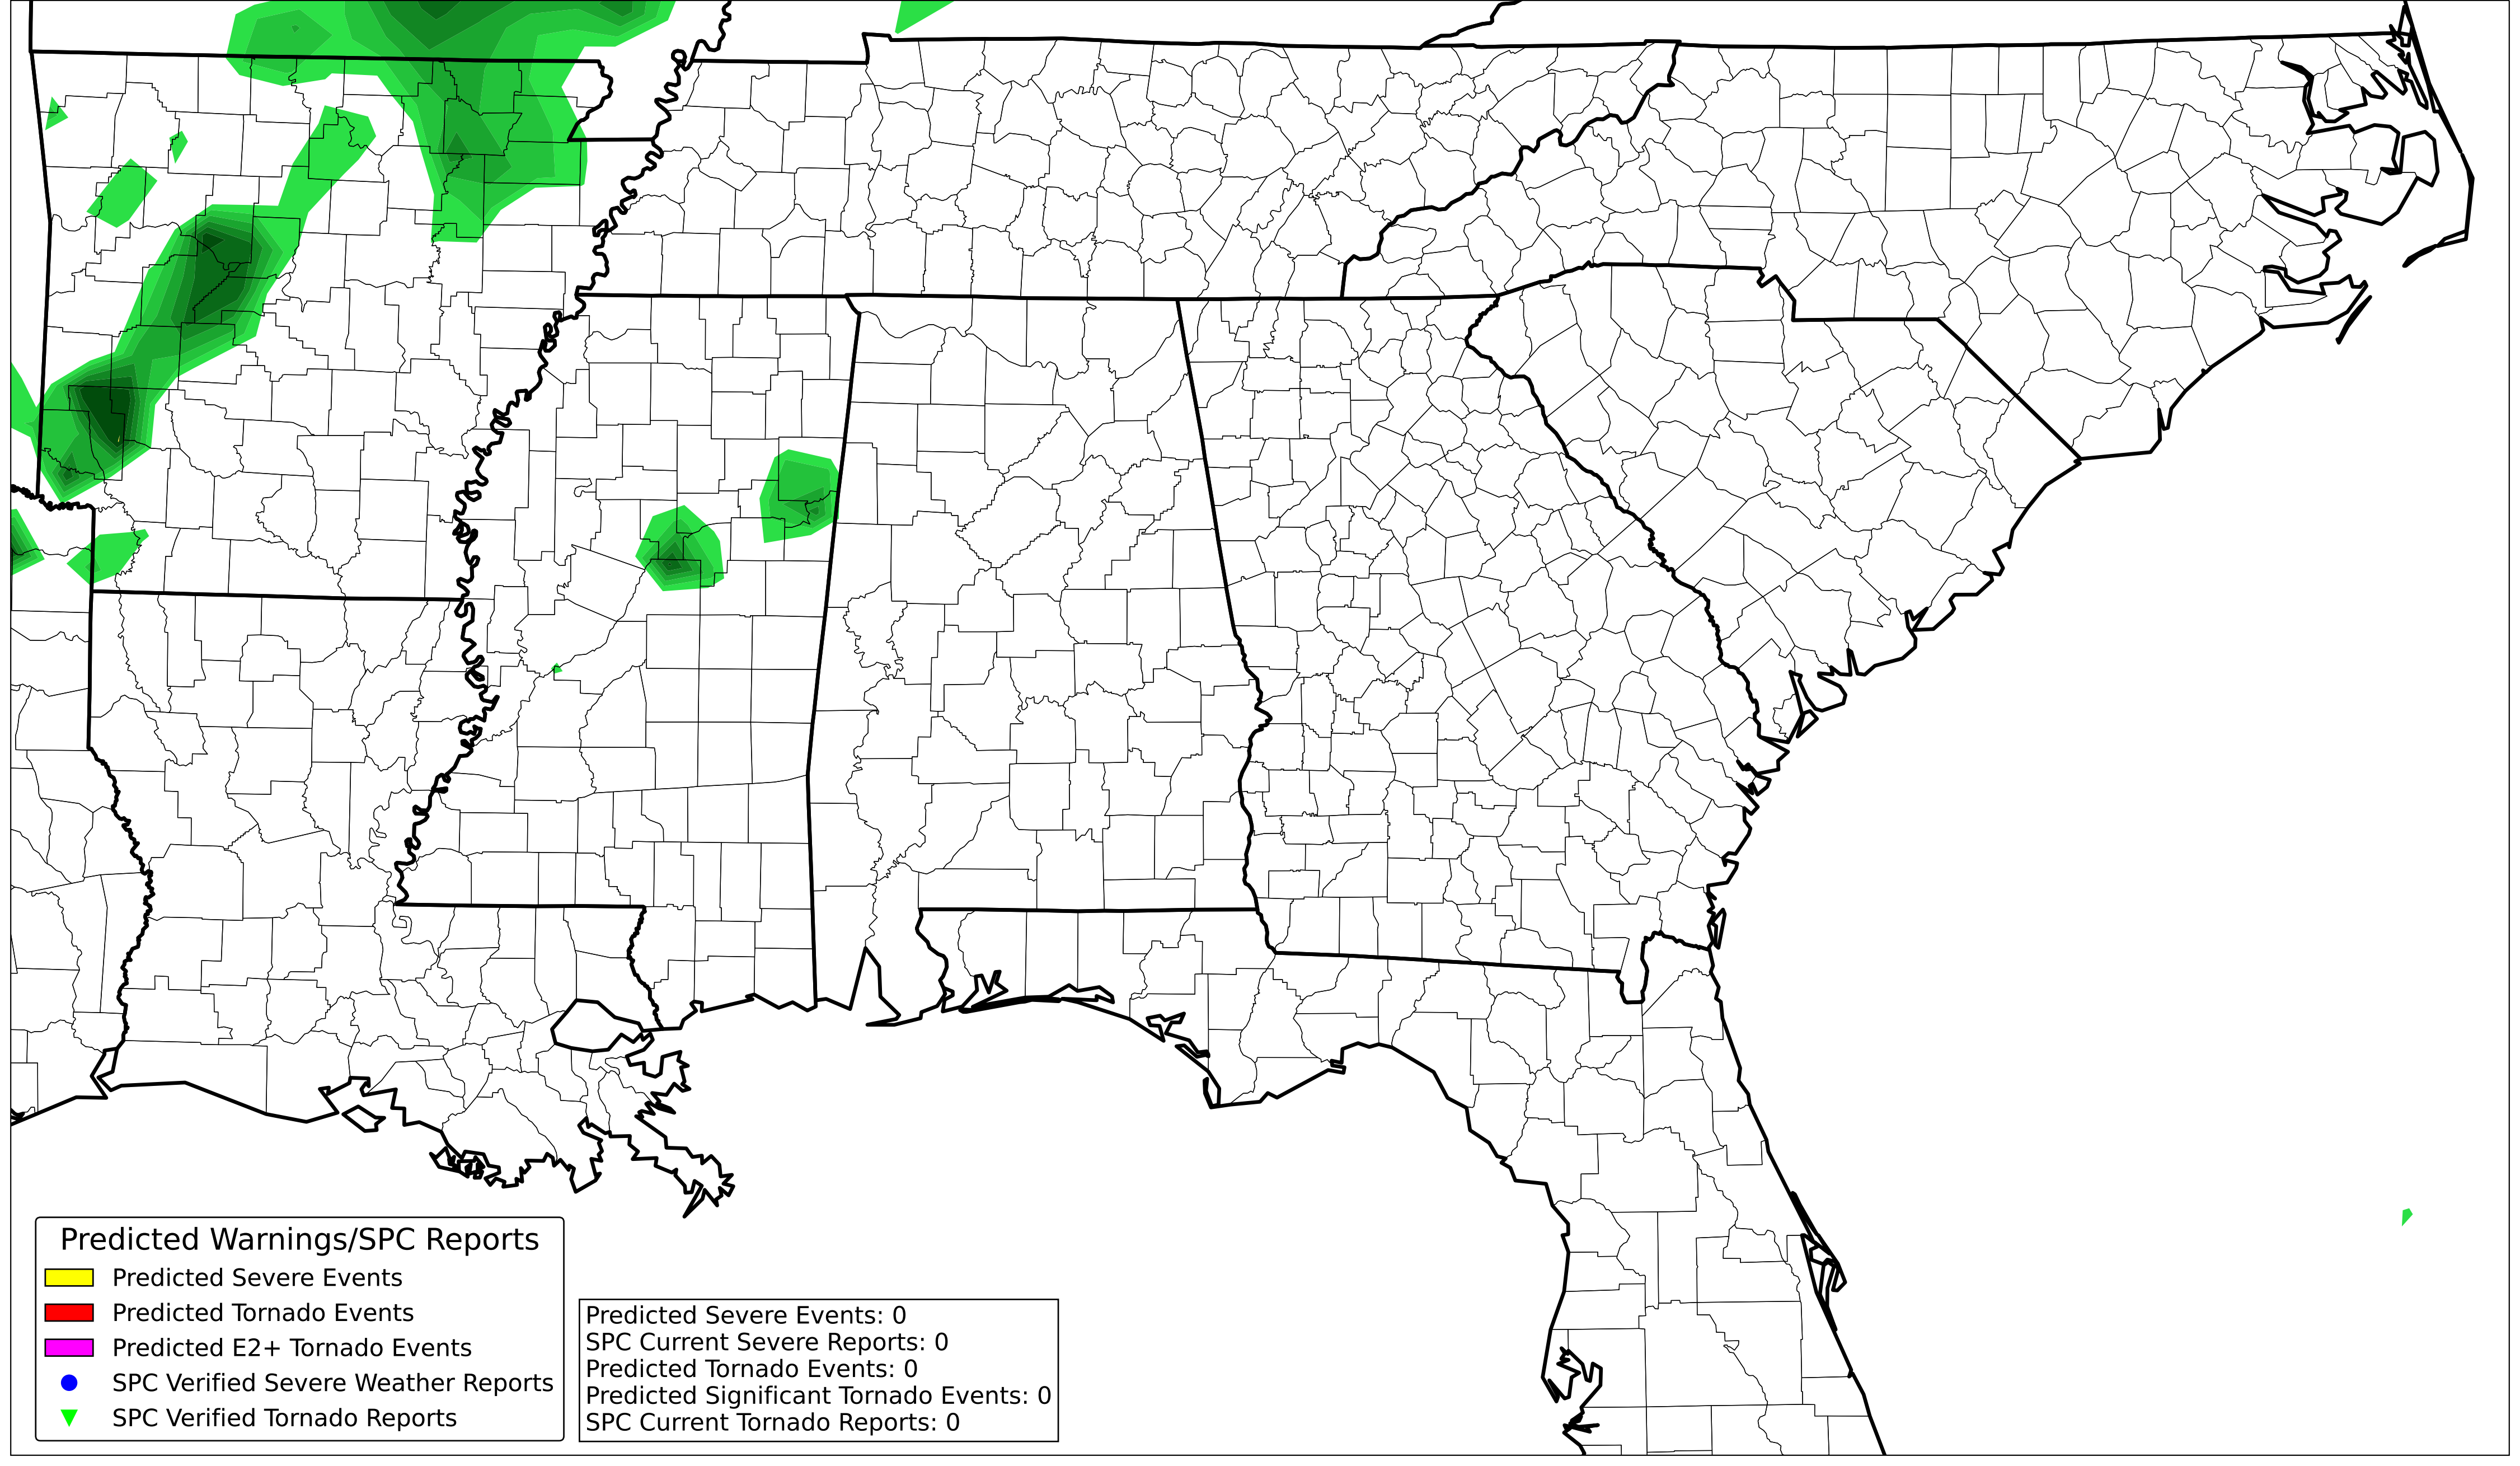 Predicted Warnings/SPC Reports
Predicted Severe Events
Predicted Tornado Events
Predicted E2+ Tornado Events
SPC Verified Severe Weather Reports
SPC Verified Tornado Reports
Predicted Severe Events: 0
SPC Current Severe Reports: 0
Predicted Tornado Events: 0
Predicted Significant Tornado Events: 0
SPC Current Tornado Reports: 0